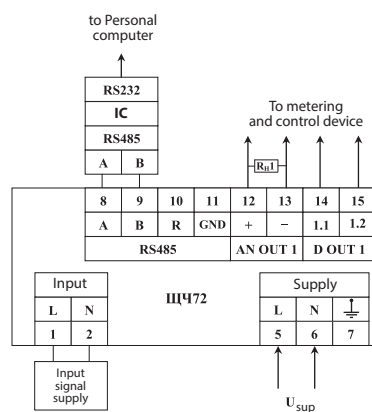 to Personal
computer
RS232
IC
RS485
A B
To metering
and control device
Rн1
8 9 10 11 12 13 14 15
A B R GND + − 1.1 1.2
RS485 AN OUT 1 D OUT 1
Input
L N
1 2
ЩЧ72
Supply
L N
5 6 7
Input
signal
supply
Usup